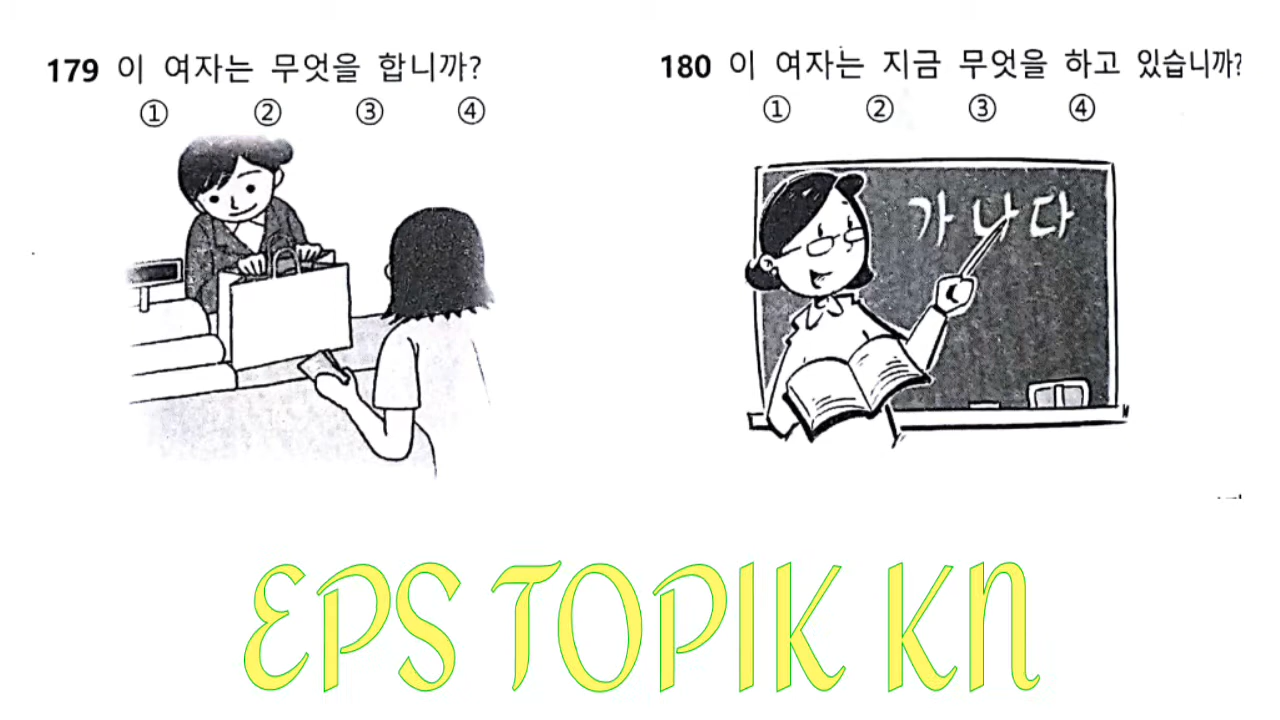 179 이 여자는 무엇을 합니까?
① ② ③ ④
180 이 여자는 지금 무엇을 하고 있습니까?
① ② ③ ④
가 나 다
EPS TOPIK KN